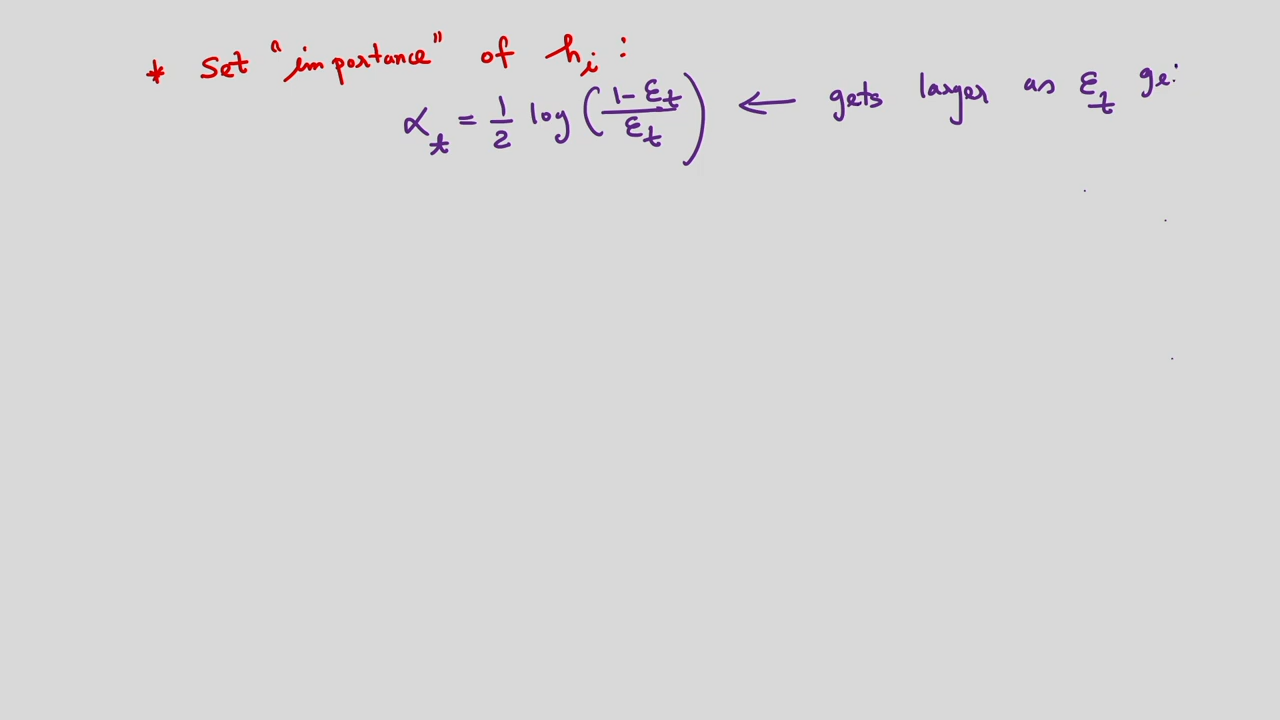 * Set "importance" of h_i :
α_t = 1/2 log ( (1-ε_t) / ε_t ) ← gets larger as ε_t